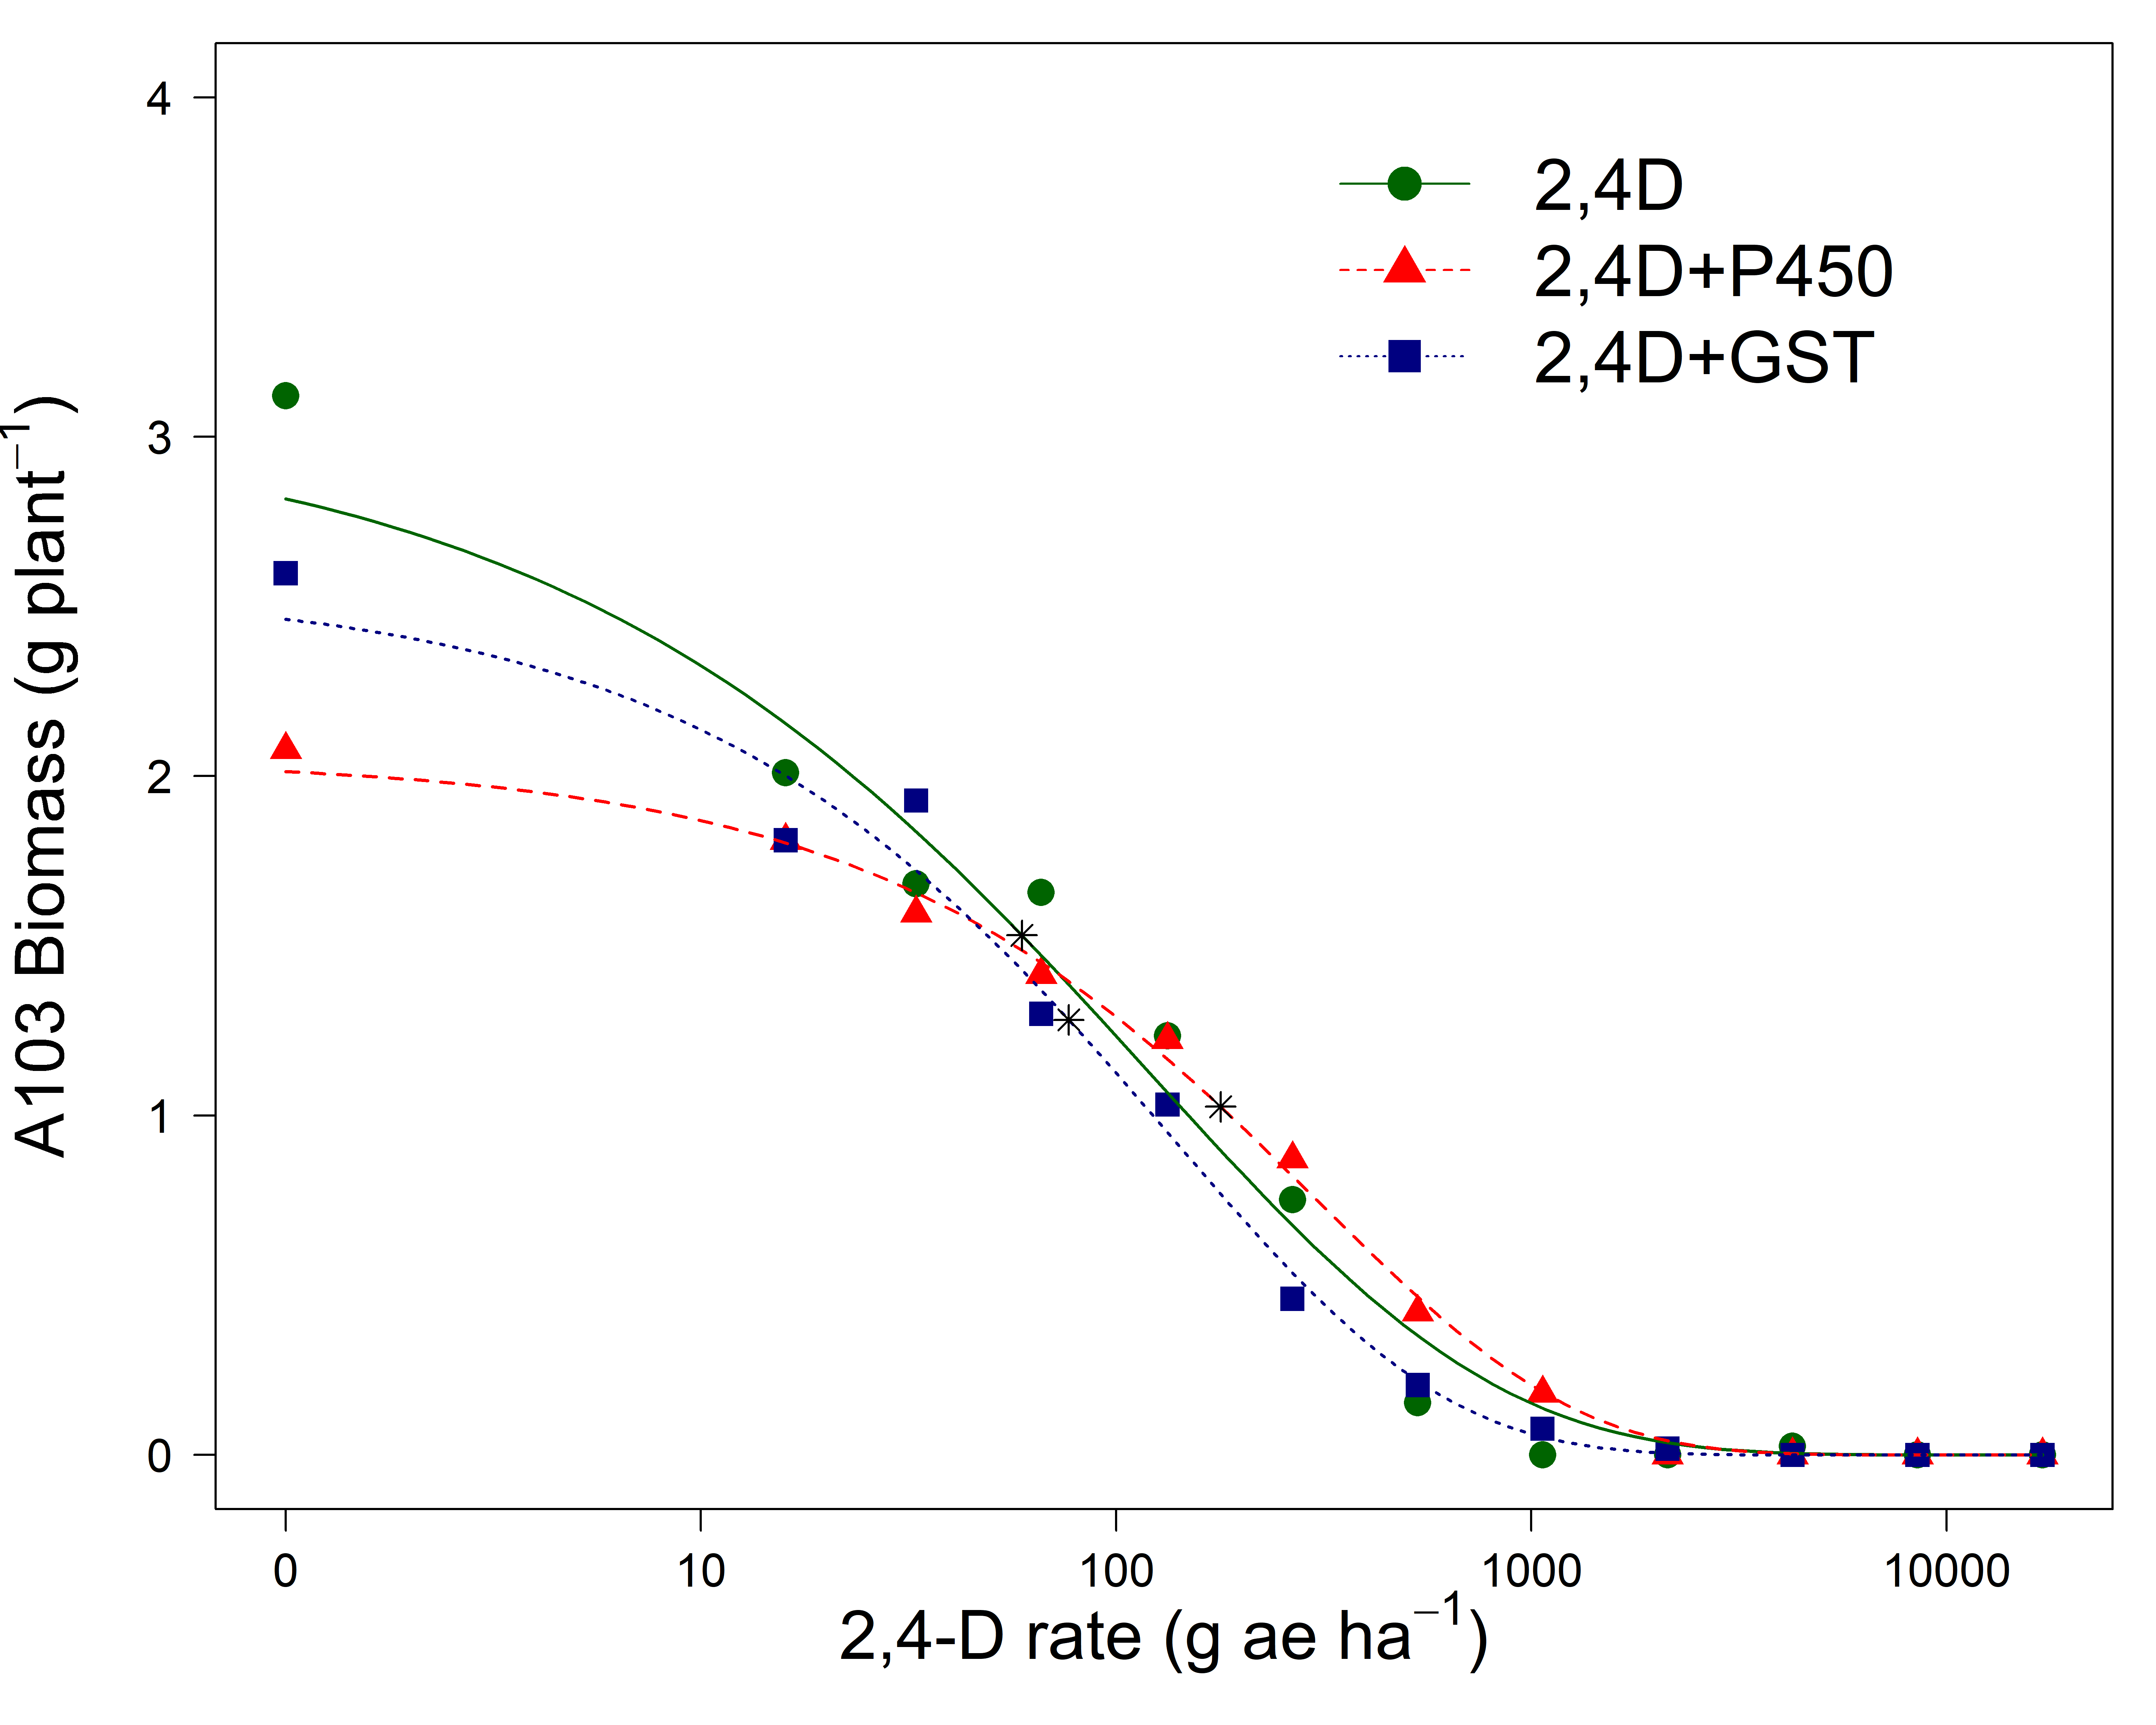 4
3
2
1
0
A103 Biomass (g plant⁻¹)
2,4D
2,4D+P450
2,4D+GST
0 10 100 1000 10000
2,4-D rate (g ae ha⁻¹)